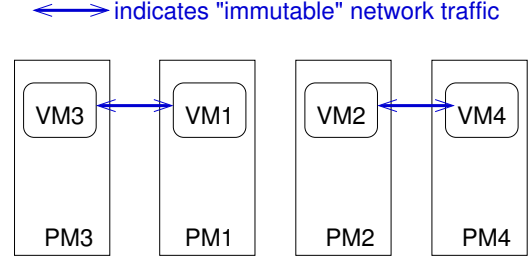 indicates "immutable" network traffic
VM3 VM1 VM2 VM4
PM3 PM1 PM2 PM4